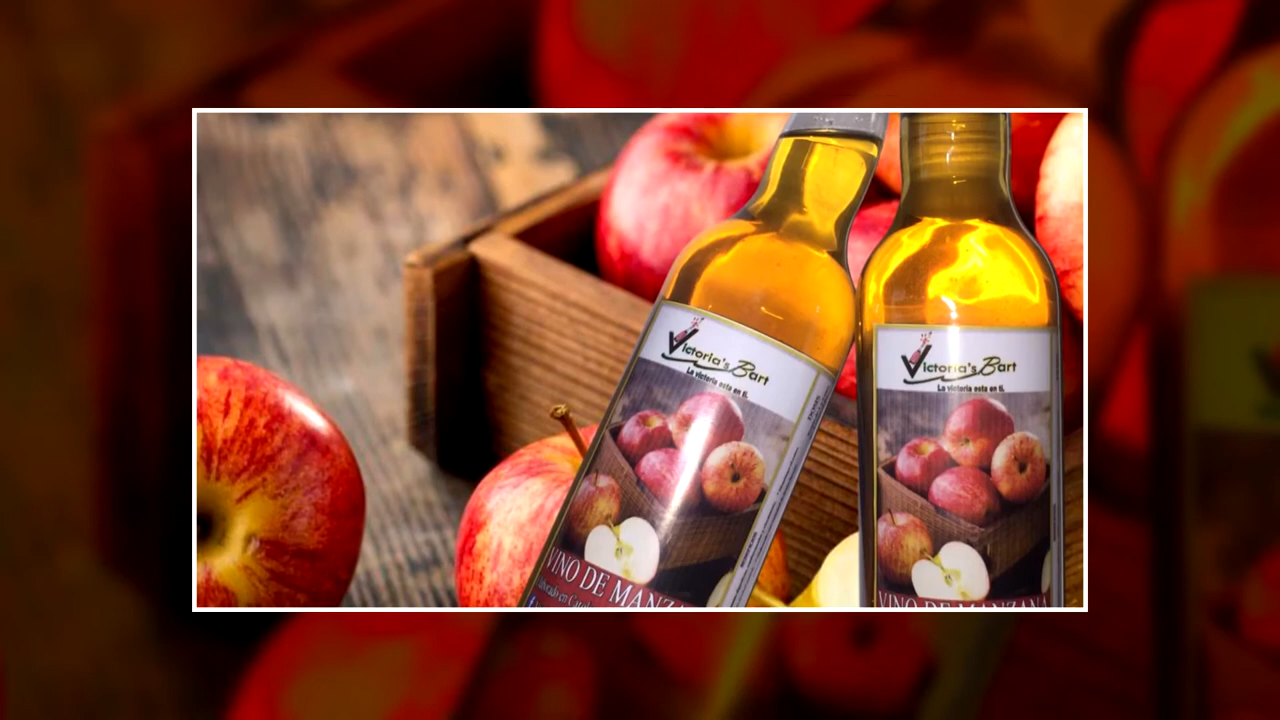 Victoria's Bart
La victoria esta en ti.
VINO DE MANZA
Victoria's Bart
La victoria esta en ti.
VINO DE MANZANA